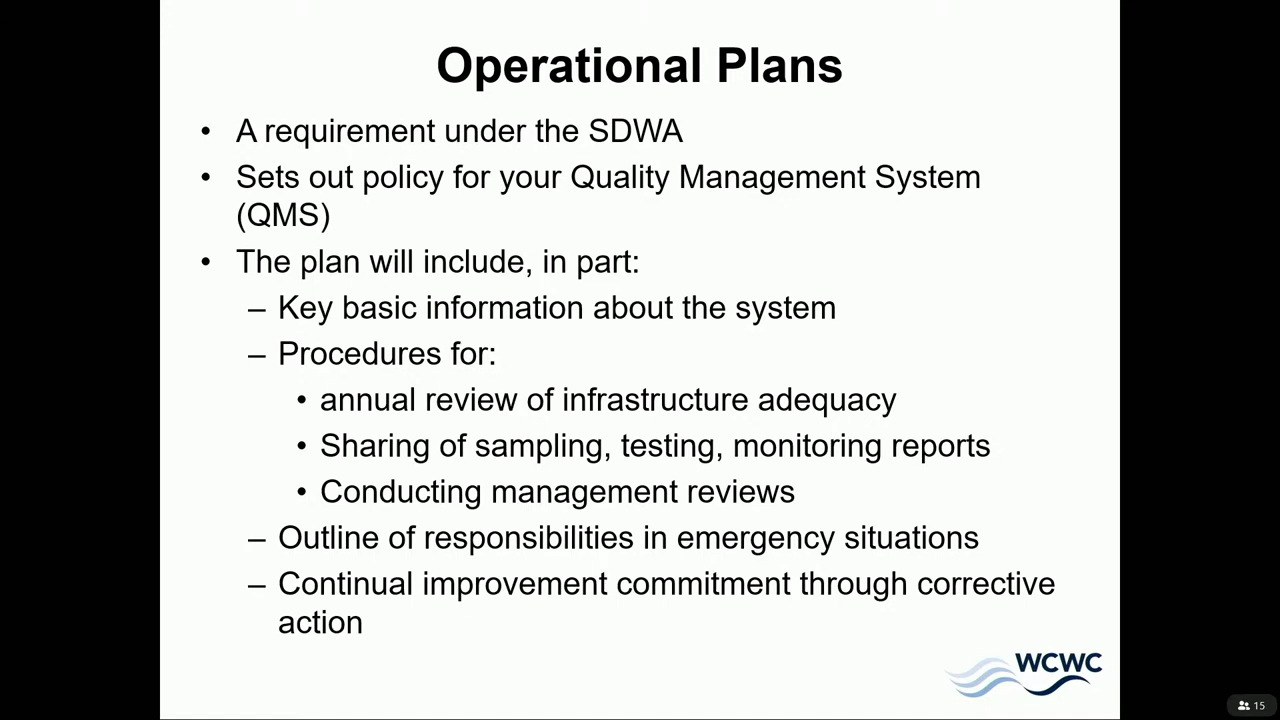 Operational Plans
• A requirement under the SDWA
• Sets out policy for your Quality Management System
(QMS)
• The plan will include, in part:
– Key basic information about the system
– Procedures for:
• annual review of infrastructure adequacy
• Sharing of sampling, testing, monitoring reports
• Conducting management reviews
– Outline of responsibilities in emergency situations
– Continual improvement commitment through corrective
action
WCWC
15